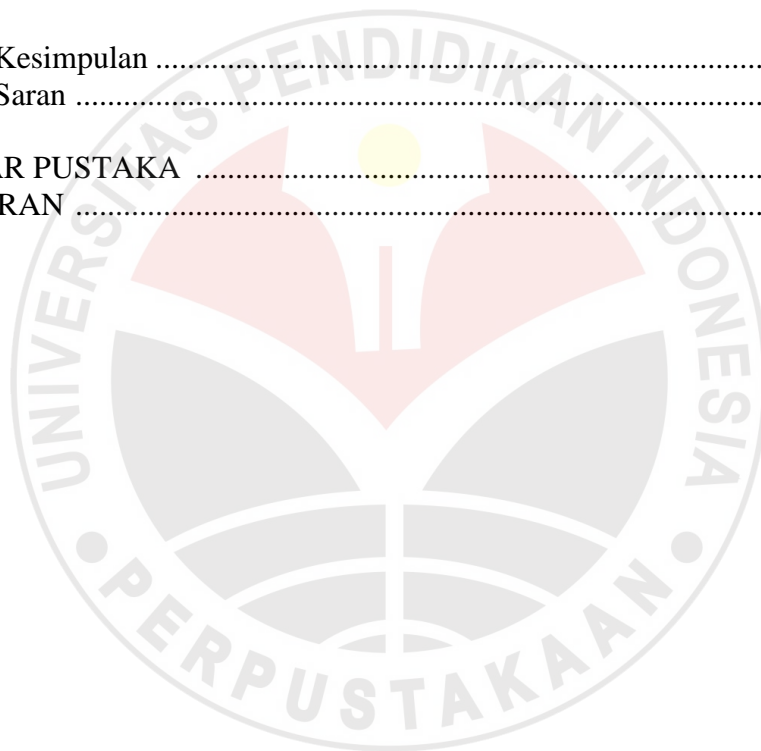 Kesimpulan ........................................................................
Saran ..................................................................................
AR PUSTAKA ......................................................................
RAN .....................................................................................
UNIVERSITAS PENDIDIKAN INDONESIA
PERPUSTAKAAN